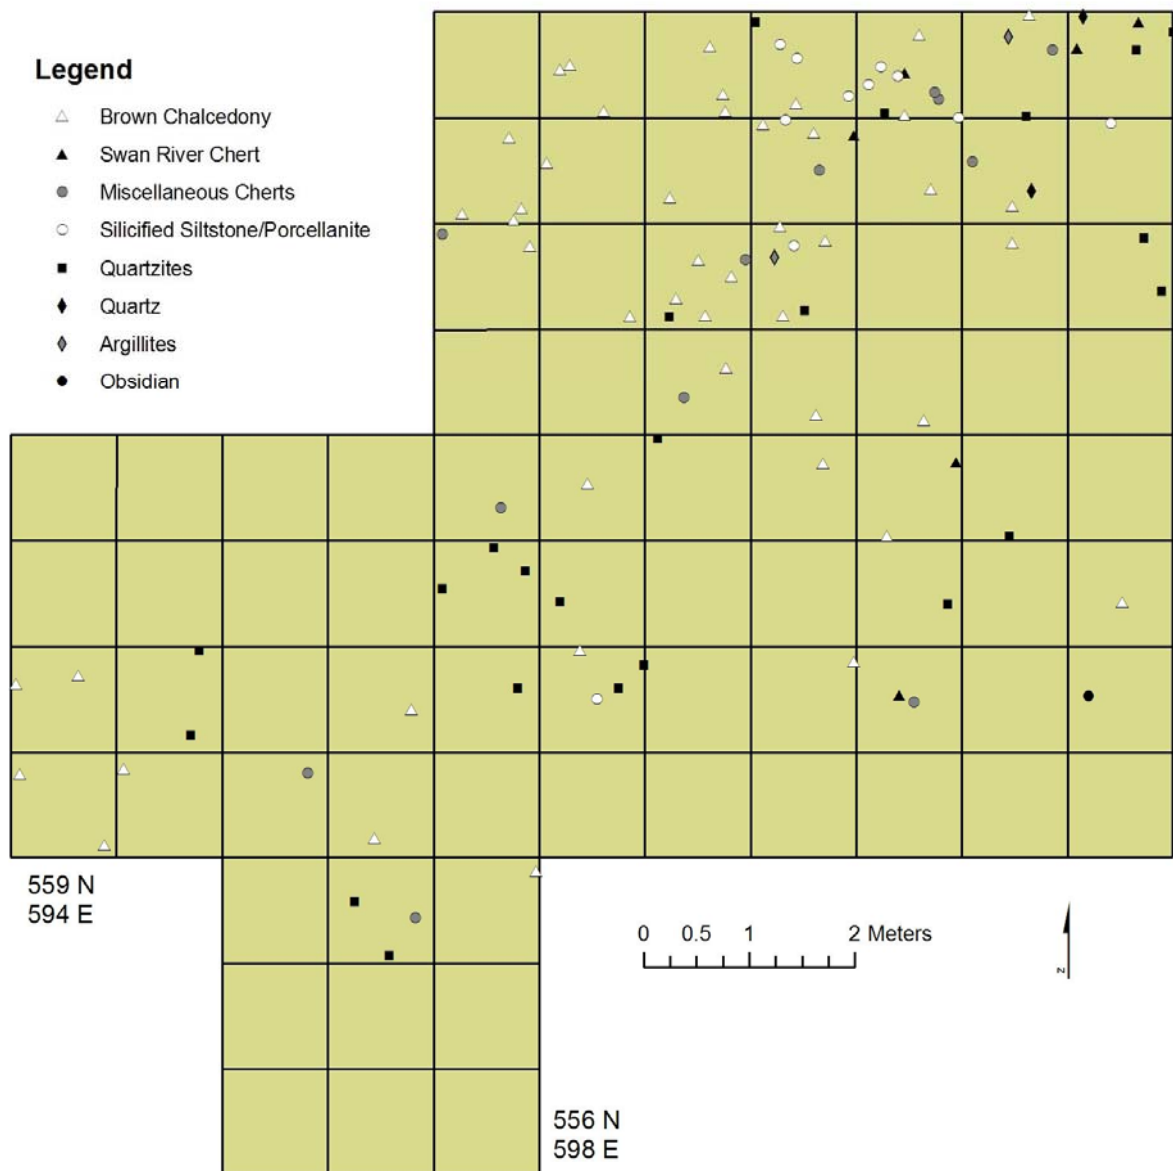 Legend
Brown Chalcedony
Swan River Chert
Miscellaneous Cherts
Silicified Siltstone/Porcellanite
Quartzites
Quartz
Argillites
Obsidian
559 N
594 E
0 0.5 1 2 Meters
N
556 N
598 E